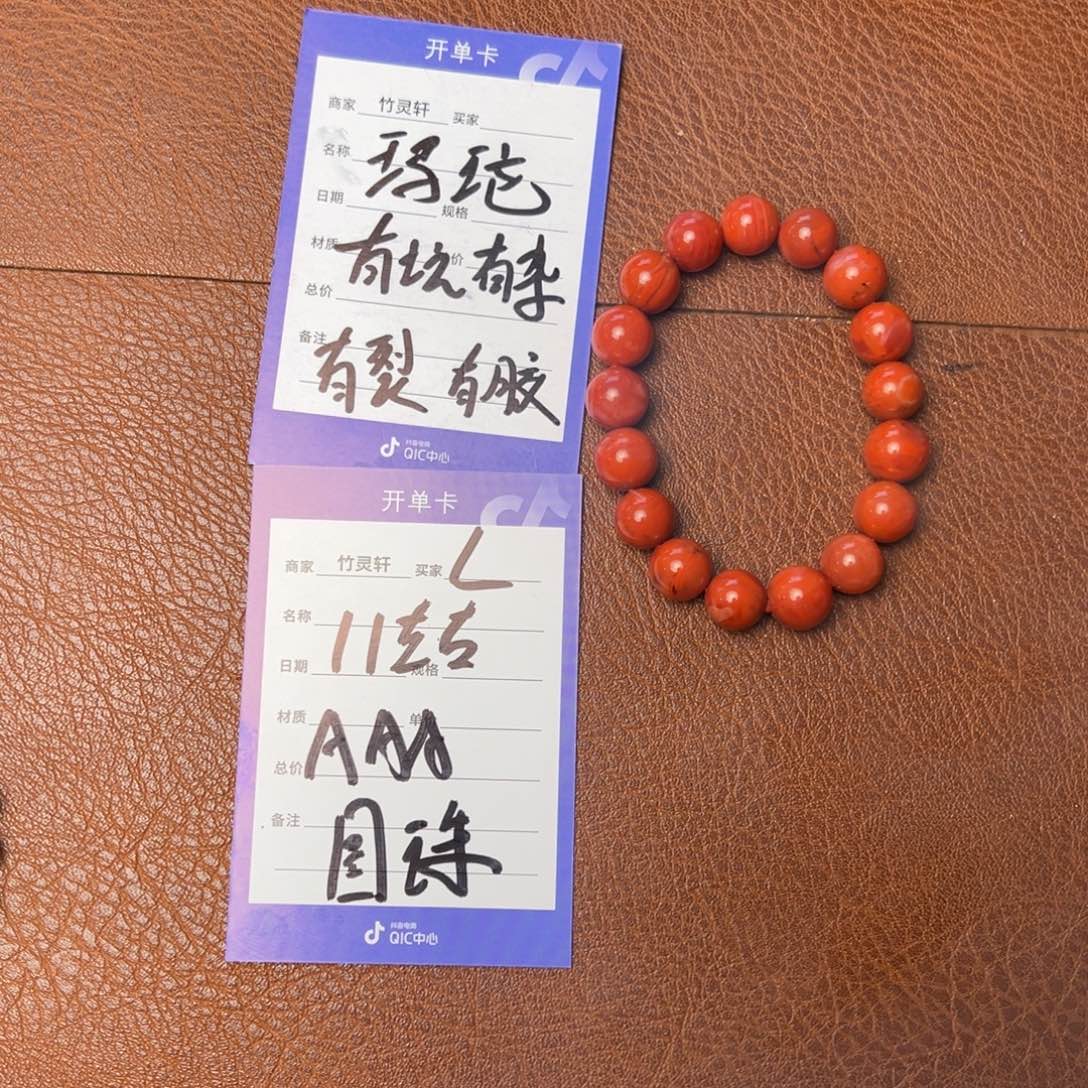 开单卡
商家 竹灵轩 买家
名称 玛瑙
日期 规格
材质 有坑 价 有杂
总价
备注 有裂 有胶
抖音电商
QIC中心
开单卡
商家 竹灵轩 买家 L
名称 11左右
日期 规格
材质 单价
总价 AAA
备注 圆珠
抖音电商
QIC中心